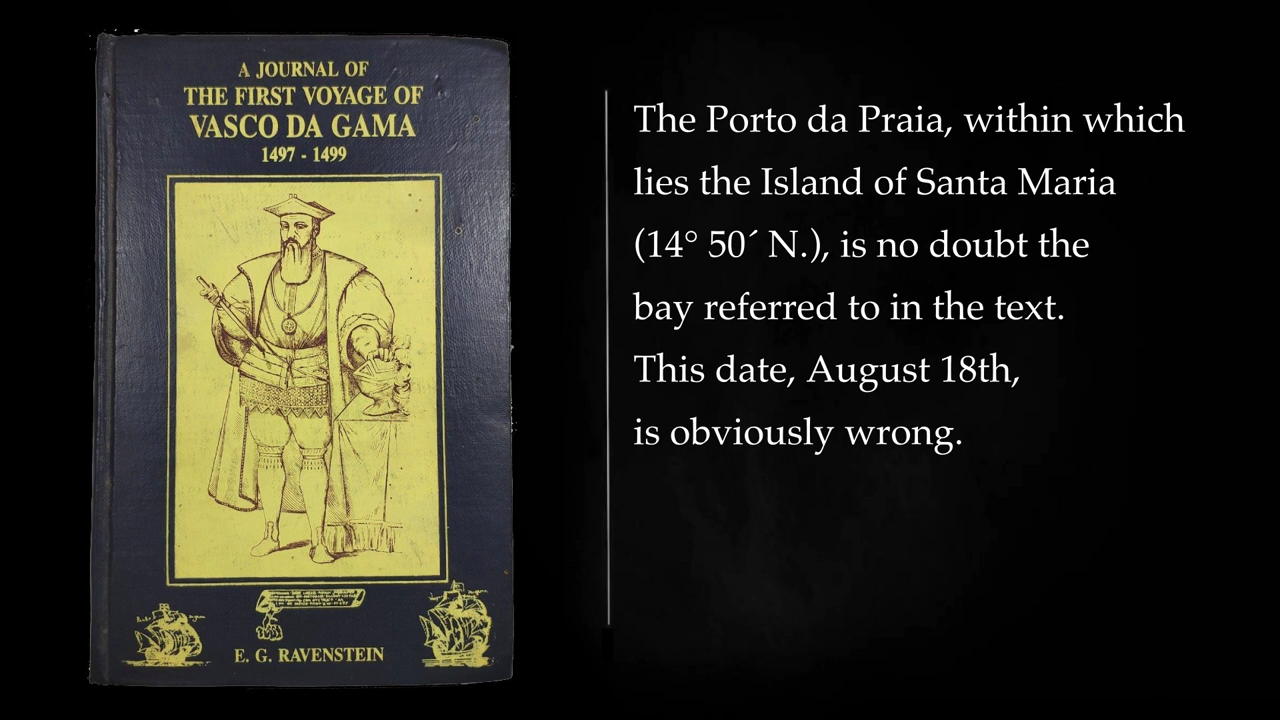 A JOURNAL OF
THE FIRST VOYAGE OF
VASCO DA GAMA
1497 - 1499
E. G. RAVENSTEIN
The Porto da Praia, within which
lies the Island of Santa Maria
(14° 50´ N.), is no doubt the
bay referred to in the text.
This date, August 18th,
is obviously wrong.